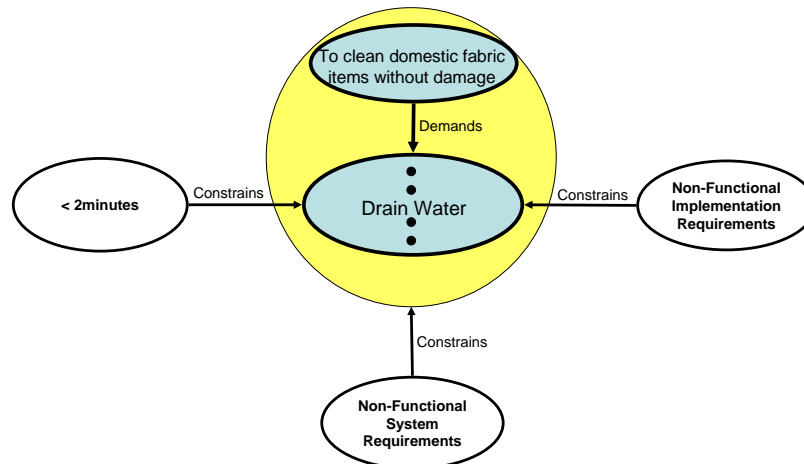 To clean domestic fabric
items without damage
Demands
< 2minutes
Constrains
Drain Water
Constrains
Non-Functional
Implementation
Requirements
Constrains
Non-Functional
System
Requirements